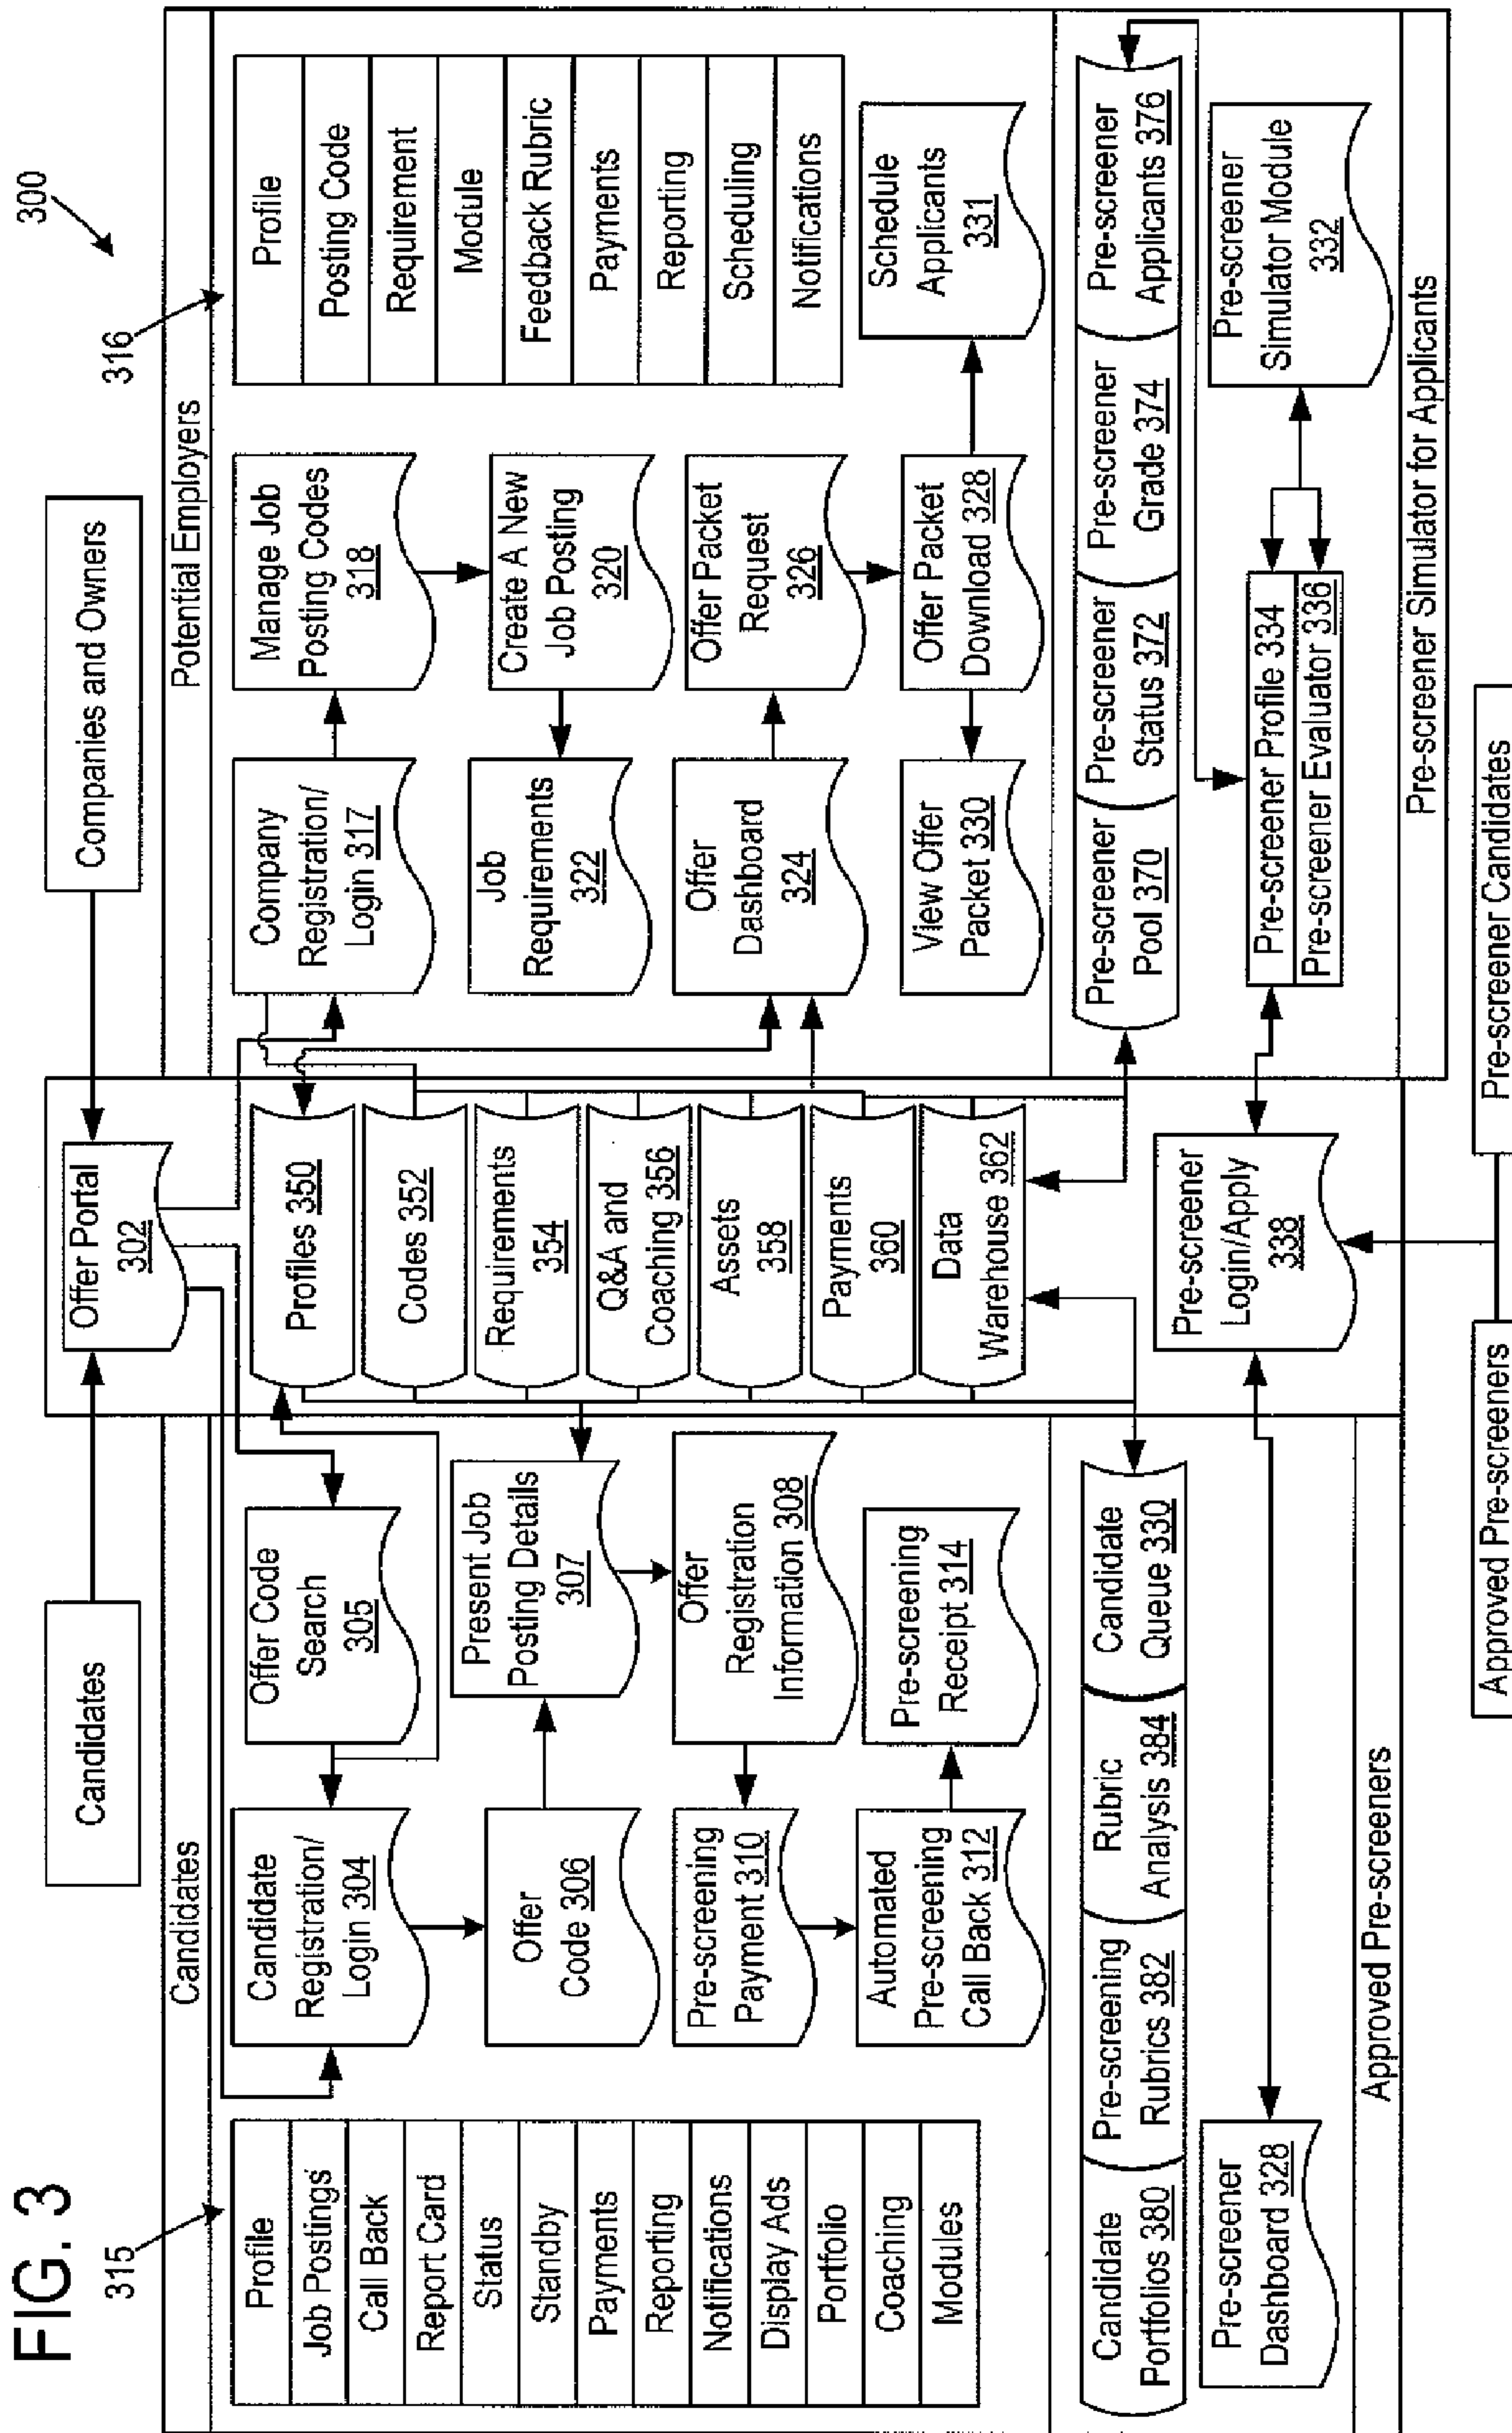 FIG. 3
300
Candidates
Companies and Owners
Offer Portal
302
Candidates
Potential Employers
315
Profile
Job Postings
Call Back
Report Card
Status
Standby
Payments
Reporting
Notifications
Display Ads
Portfolio
Coaching
Modules
Candidate
Registration/
Login 304
Offer Code
Search
305
Offer
Code 306
Present Job
Posting Details
307
Pre-screening
Payment 310
Offer
Registration
Information 308
Automated
Pre-screening
Call Back 312
Pre-screening
Receipt 314
Profiles 350
Codes 352
Requirements
354
Q&A and
Coaching 356
Assets
358
Payments
360
Data
Warehouse 362
Company
Registration/
Login 317
Manage Job
Posting Codes
318
Job
Requirements
322
Create A New
Job Posting
320
Offer
Dashboard
324
Offer Packet
Request
326
View Offer
Packet 330
Offer Packet
Download 328
Schedule
Applicants
331
316
Profile
Posting Code
Requirement
Module
Feedback Rubric
Payments
Reporting
Scheduling
Notifications
Candidate
Portfolios 380
Pre-screening
Rubrics 382
Rubric
Analysis 384
Candidate
Queue 330
Pre-screener
Dashboard 328
Pre-screener
Login/Apply
338
Pre-screener
Pool 370
Pre-screener
Status 372
Pre-screener
Grade 374
Pre-screener
Applicants 376
Pre-screener Profile 334
Pre-screener Evaluator 336
Pre-screener
Simulator Module
332
Approved Pre-screeners
Pre-screener Simulator for Applicants
Approved Pre-screeners
Pre-screener Candidates